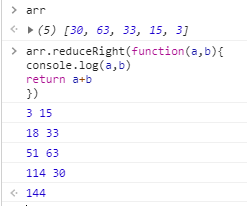 > arr
<· ▶ (5) [30, 63, 33, 15, 3]
> arr.reduceRight(function(a,b){
console.log(a,b)
return a+b
})
3 15
18 33
51 63
114 30
<· 144